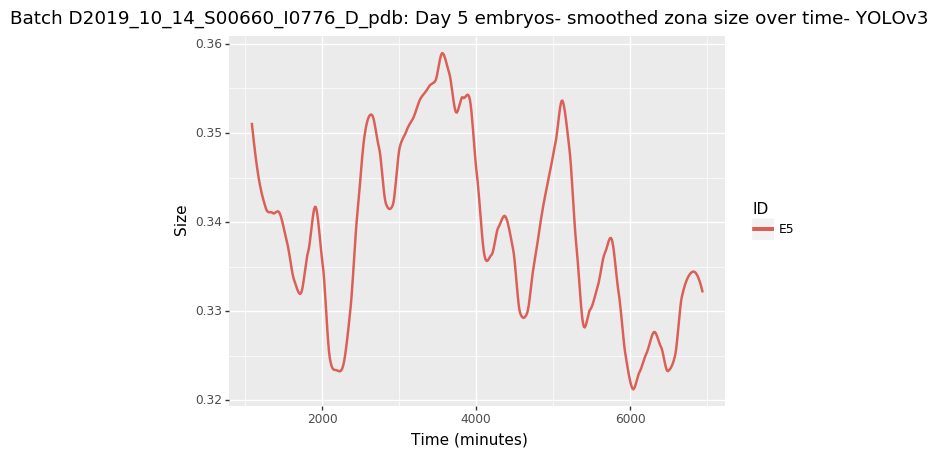 Batch D2019_10_14_S00660_I0776_D_pdb: Day 5 embryos- smoothed zona size over time- YOLOv3
0.36
0.35
0.34
0.33
0.32
Size
2000
4000
6000
Time (minutes)
ID
E5